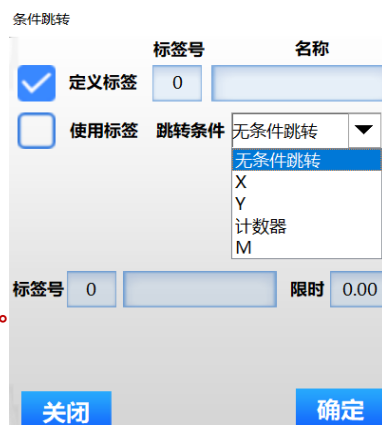 条件跳转
标签号 名称
定义标签 0
使用标签 跳转条件 无条件跳转
无条件跳转
X
Y
计数器
M
标签号 0 限时 0.00
关闭 确定